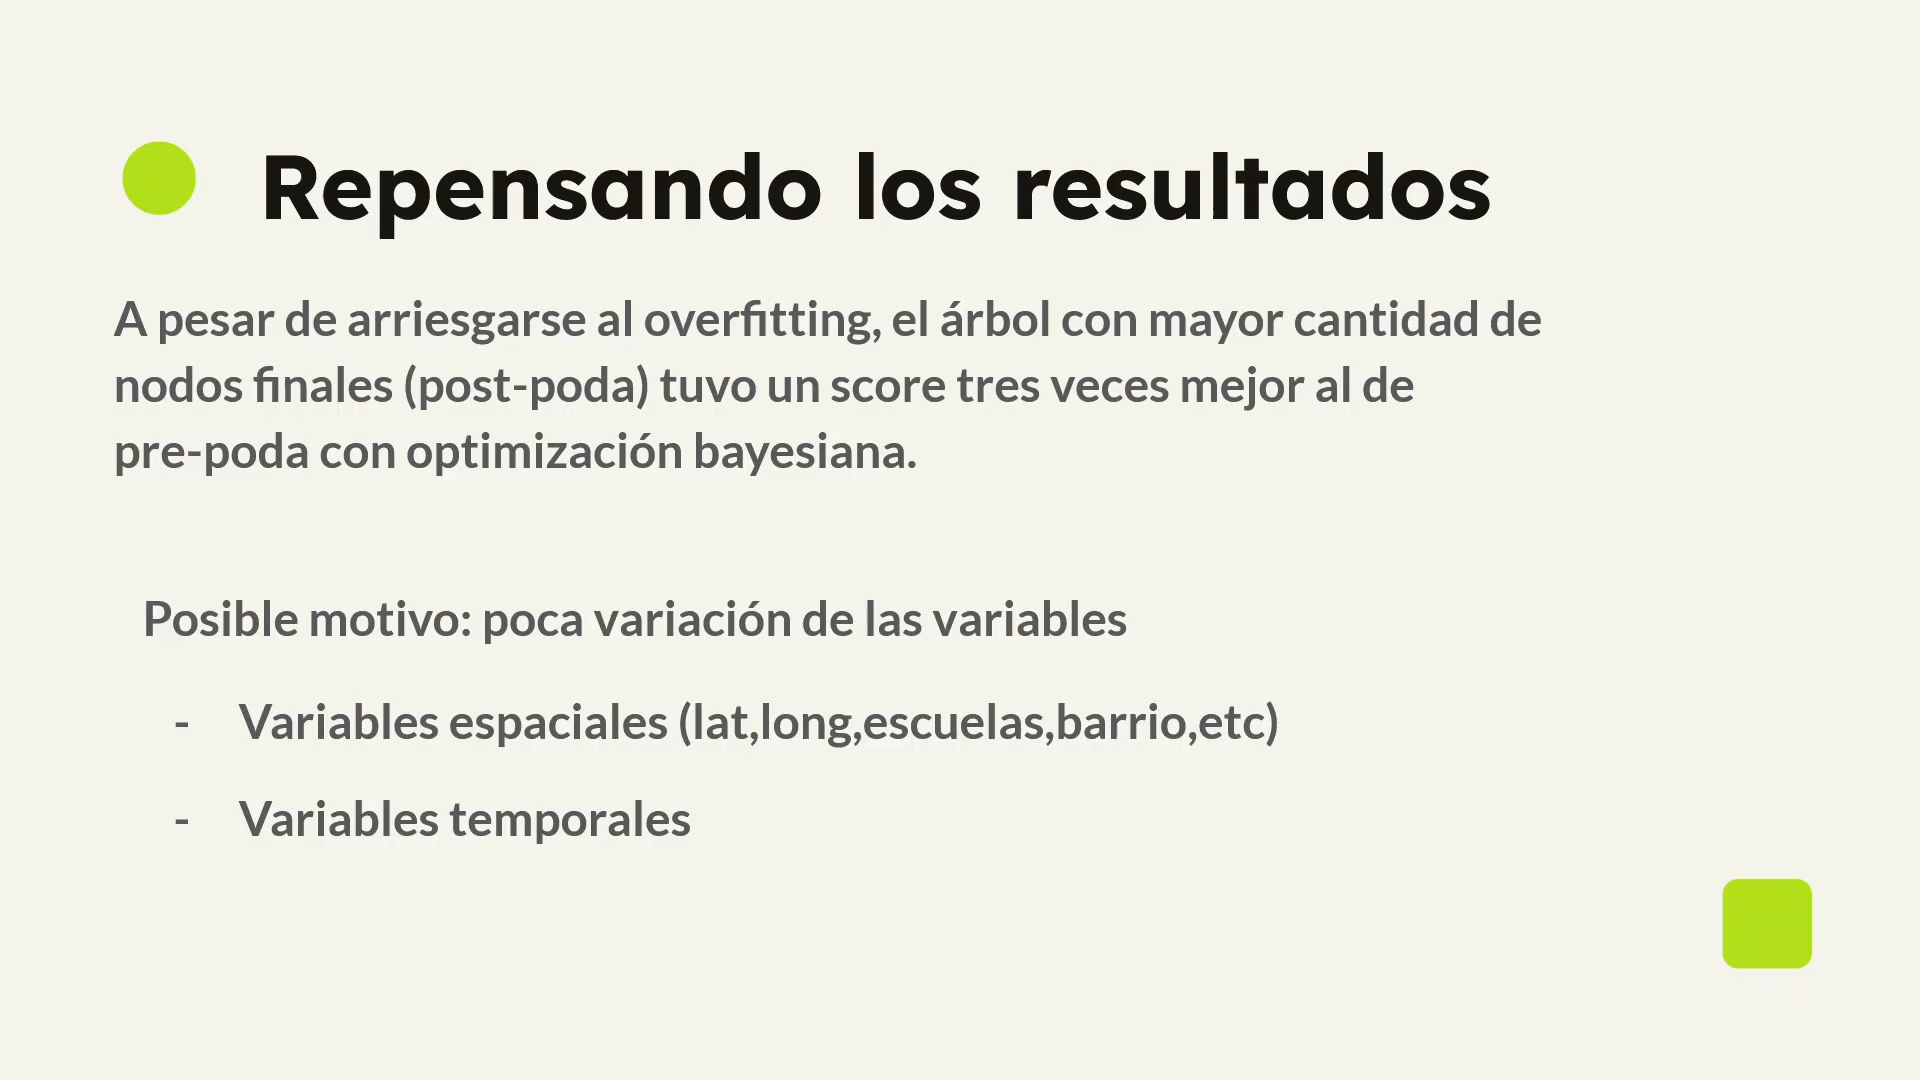 Repensando los resultados
A pesar de arriesgarse al overfitting, el árbol con mayor cantidad de
nodos finales (post-poda) tuvo un score tres veces mejor al de
pre-poda con optimización bayesiana.
Posible motivo: poca variación de las variables
- Variables espaciales (lat,long,escuelas,barrio,etc)
- Variables temporales